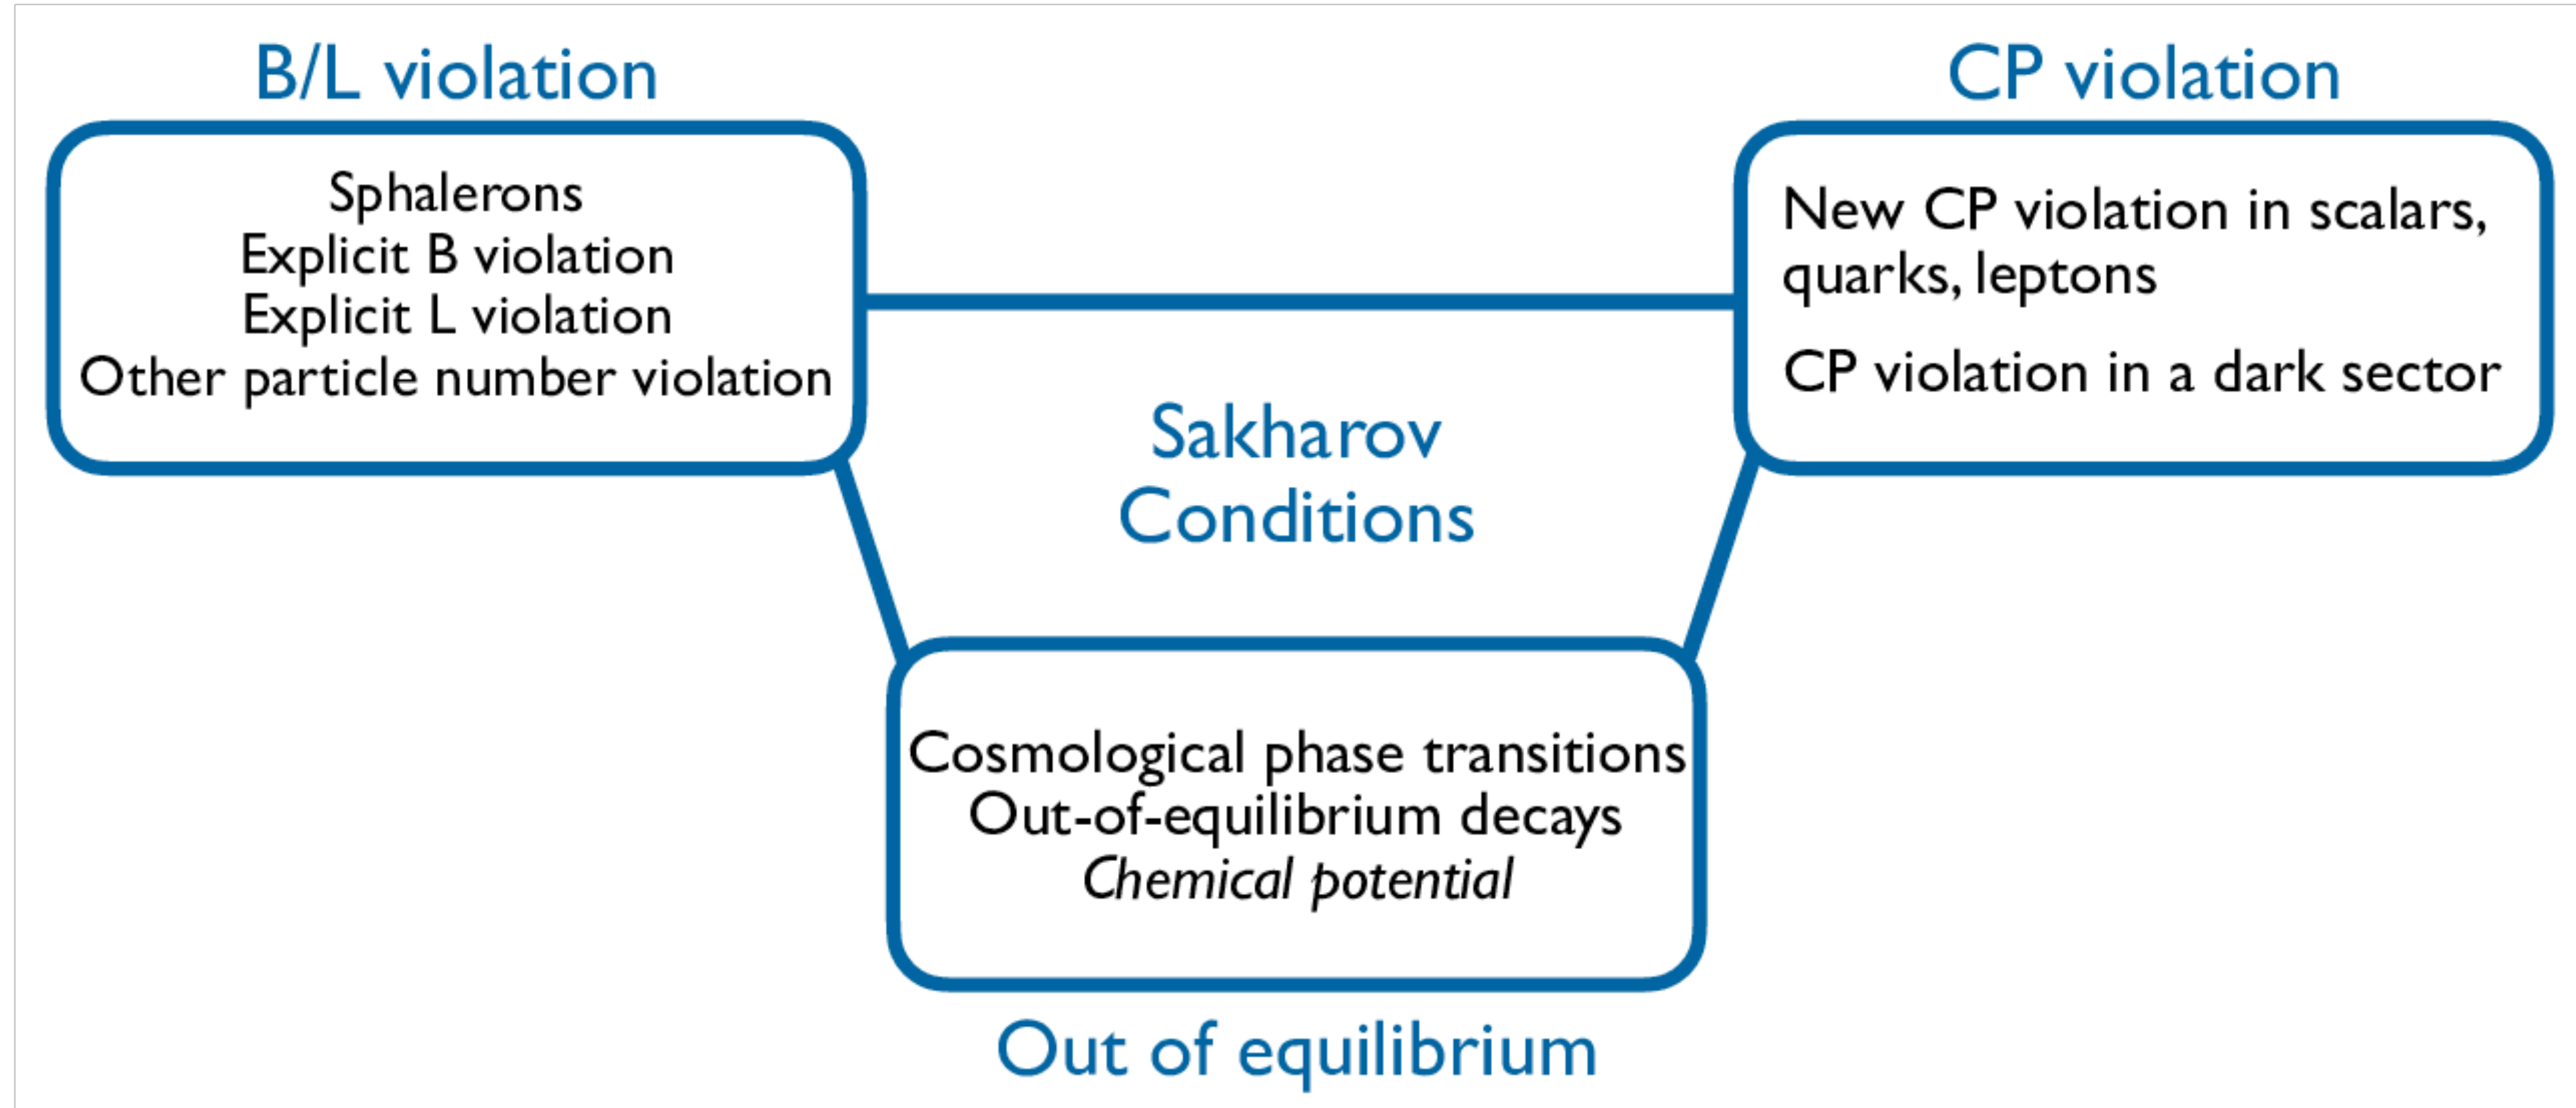 B/L violation
Sphalerons
Explicit B violation
Explicit L violation
Other particle number violation
CP violation
New CP violation in scalars,
quarks, leptons
CP violation in a dark sector
Sakharov
Conditions
Cosmological phase transitions
Out-of-equilibrium decays
Chemical potential
Out of equilibrium